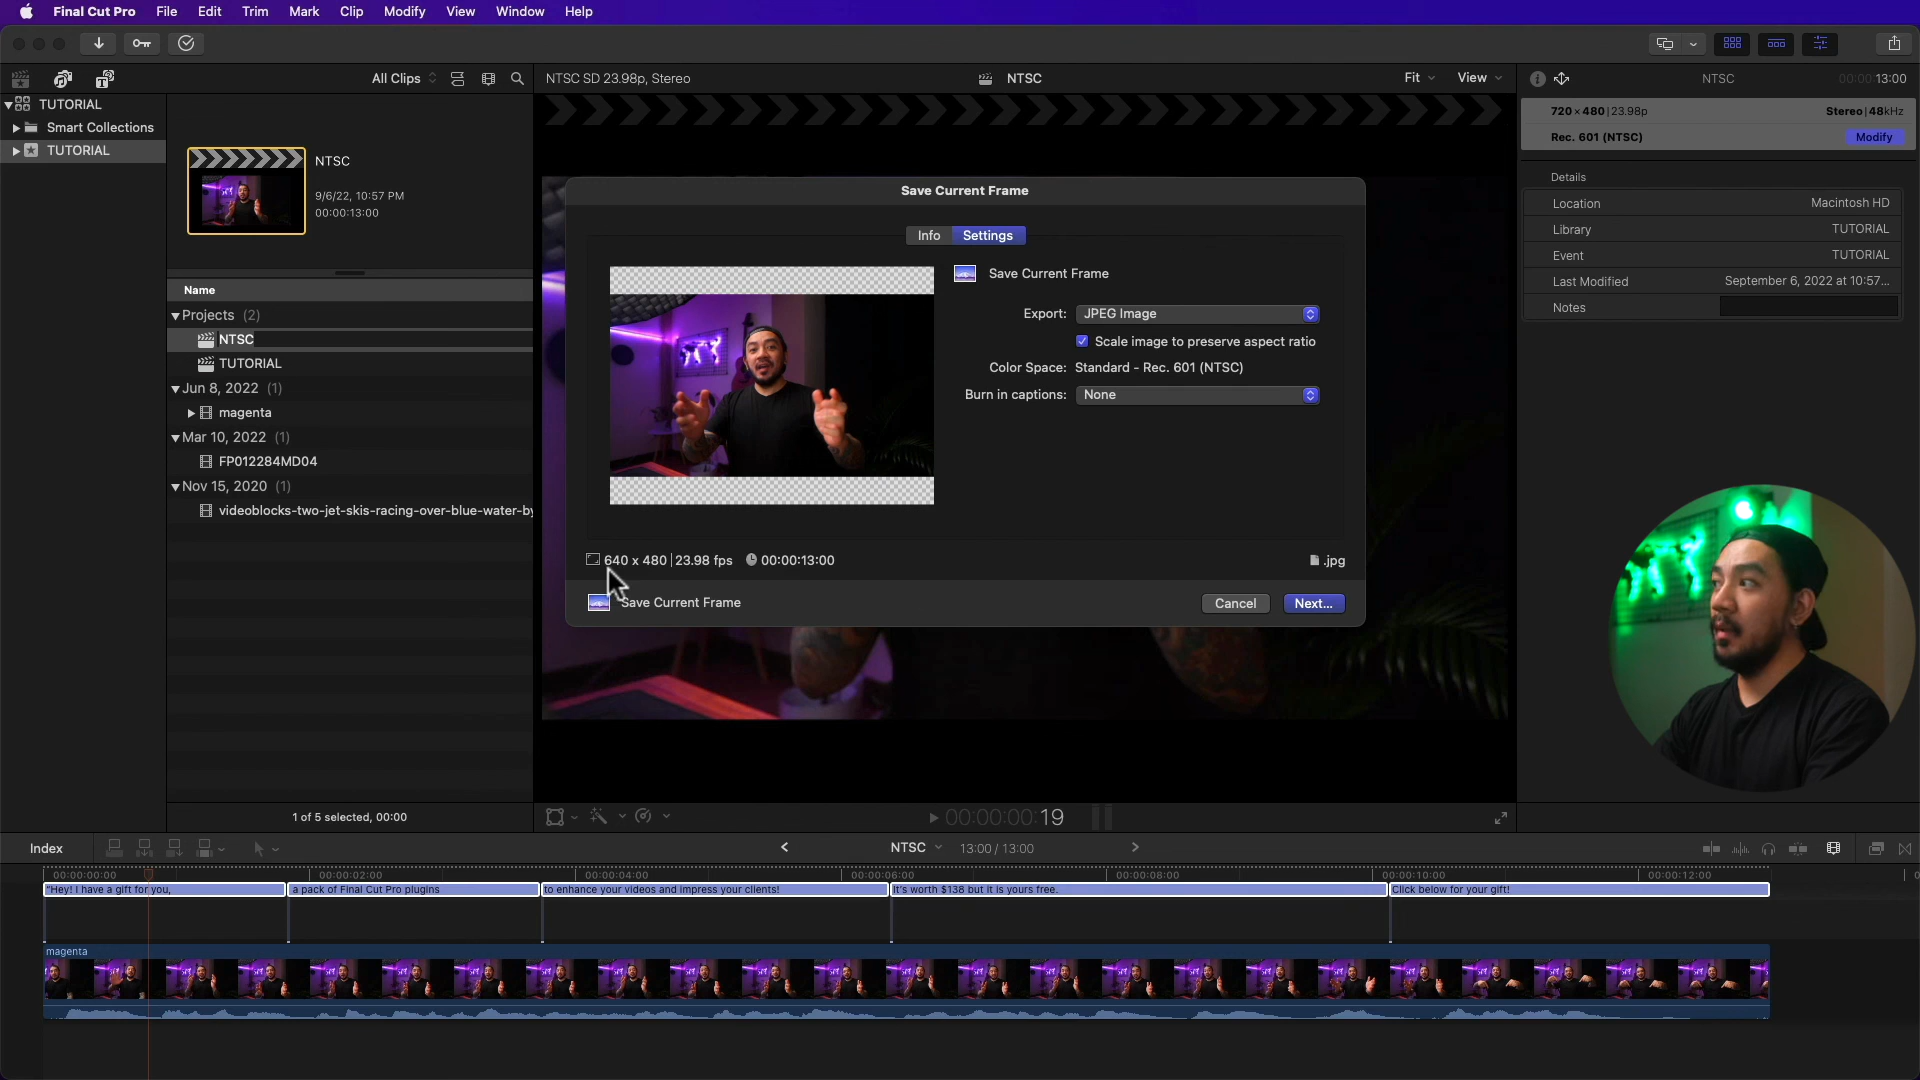 Final Cut Pro File Edit Trim Mark Clip Modify View Window Help
All Clips
NTSC SD 23.98p, Stereo
NTSC
Fit
View
NTSC
00:00:13:00
TUTORIAL
Smart Collections
TUTORIAL
NTSC
9/6/22, 10:57 PM
00:00:13:00
Name
Projects (2)
NTSC
TUTORIAL
Jun 8, 2022 (1)
magenta
Mar 10, 2022 (1)
FP012284MD04
Nov 15, 2020 (1)
videoblocks-two-jet-skis-racing-over-blue-water-by
1 of 5 selected, 00:00
Save Current Frame
Info Settings
Save Current Frame
Export: JPEG Image
Scale image to preserve aspect ratio
Color Space: Standard - Rec. 601 (NTSC)
Burn in captions: None
640 x 480 | 23.98 fps 00:00:13:00
.jpg
Save Current Frame
Cancel Next...
720 × 480 | 23.98p
Stereo | 48kHz
Rec. 601 (NTSC)
Modify
Details
Location Macintosh HD
Library TUTORIAL
Event TUTORIAL
Last Modified September 6, 2022 at 10:57...
Notes
00:00:00:19
Index
NTSC
13:00 / 13:00
00:00:00:00 00:00:02:00 00:00:04:00 00:00:06:00 00:00:08:00 00:00:10:00 00:00:12:00
"Hey! I have a gift for you,
a pack of Final Cut Pro plugins
to enhance your videos and impress your clients!
It's worth $138 but it is yours free.
Click below for your gift!
magenta